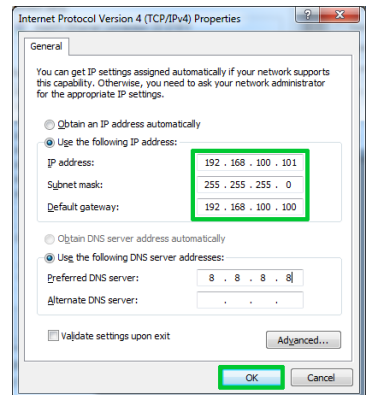 Internet Protocol Version 4 (TCP/IPv4) Properties
General
You can get IP settings assigned automatically if your network supports
this capability. Otherwise, you need to ask your network administrator
for the appropriate IP settings.
Obtain an IP address automatically
Use the following IP address:
IP address: 192 . 168 . 100 . 101
Subnet mask: 255 . 255 . 255 . 0
Default gateway: 192 . 168 . 100 . 100
Obtain DNS server address automatically
Use the following DNS server addresses:
Preferred DNS server: 8 . 8 . 8 . 8
Alternate DNS server: . . .
Validate settings upon exit
Advanced...
OK Cancel